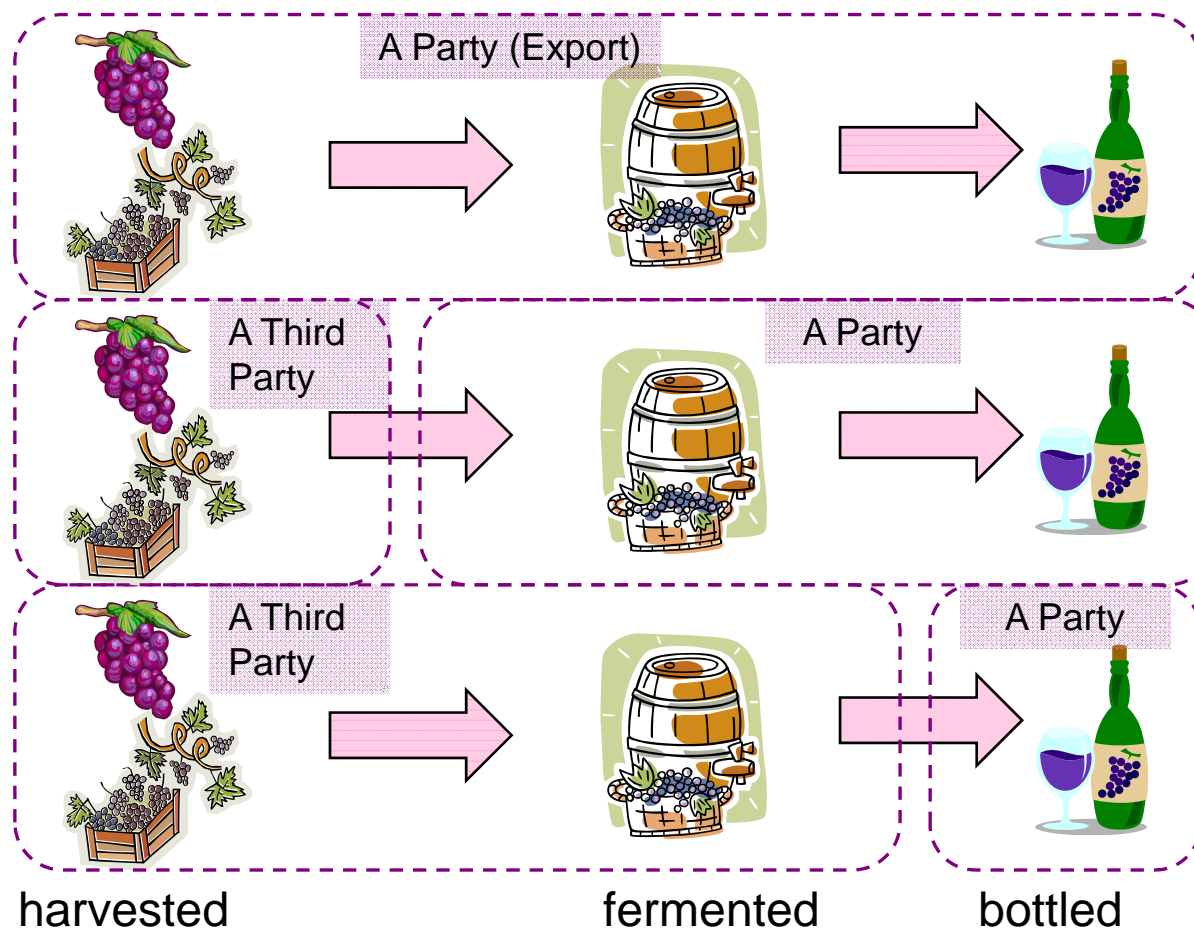 A Party (Export)
A Third
Party
A Party
A Third
Party
A Party
harvested
fermented
bottled